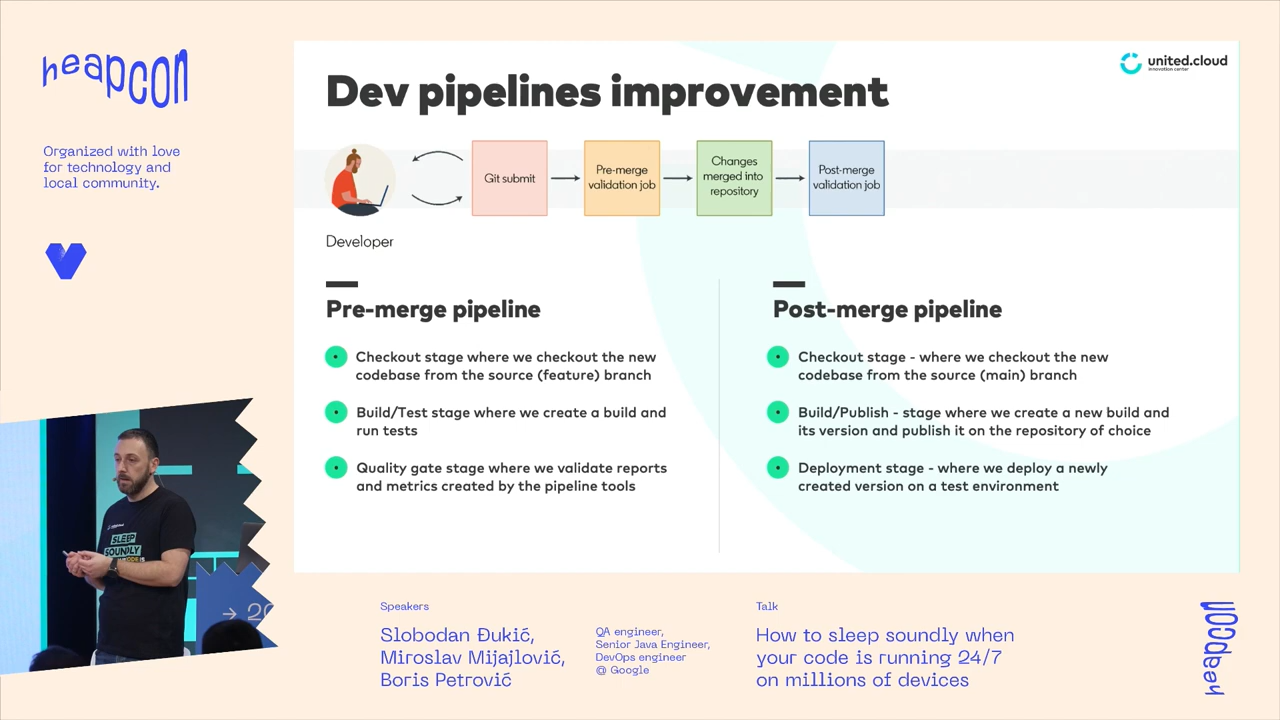 heapcon
Organized with love
for technology and
local community.
united.cloud
innovation center
Dev pipelines improvement
Developer
Git submit
Pre-merge
validation job
Changes
merged into
repository
Post-merge
validation job
Pre-merge pipeline
Checkout stage where we checkout the new
codebase from the source (feature) branch
Build/Test stage where we create a build and
run tests
Quality gate stage where we validate reports
and metrics created by the pipeline tools
Post-merge pipeline
Checkout stage - where we checkout the new
codebase from the source (main) branch
Build/Publish - stage where we create a new build and
its version and publish it on the repository of choice
Deployment stage - where we deploy a newly
created version on a test environment
united.cloud
SLEEP
SOUNDLY
→ 20
Speakers
Slobodan Đukić,
Miroslav Mijajlović,
Boris Petrović
QA engineer,
Senior Java Engineer,
DevOps engineer
@ Google
Talk
How to sleep soundly when
your code is running 24/7
on millions of devices
heapcon